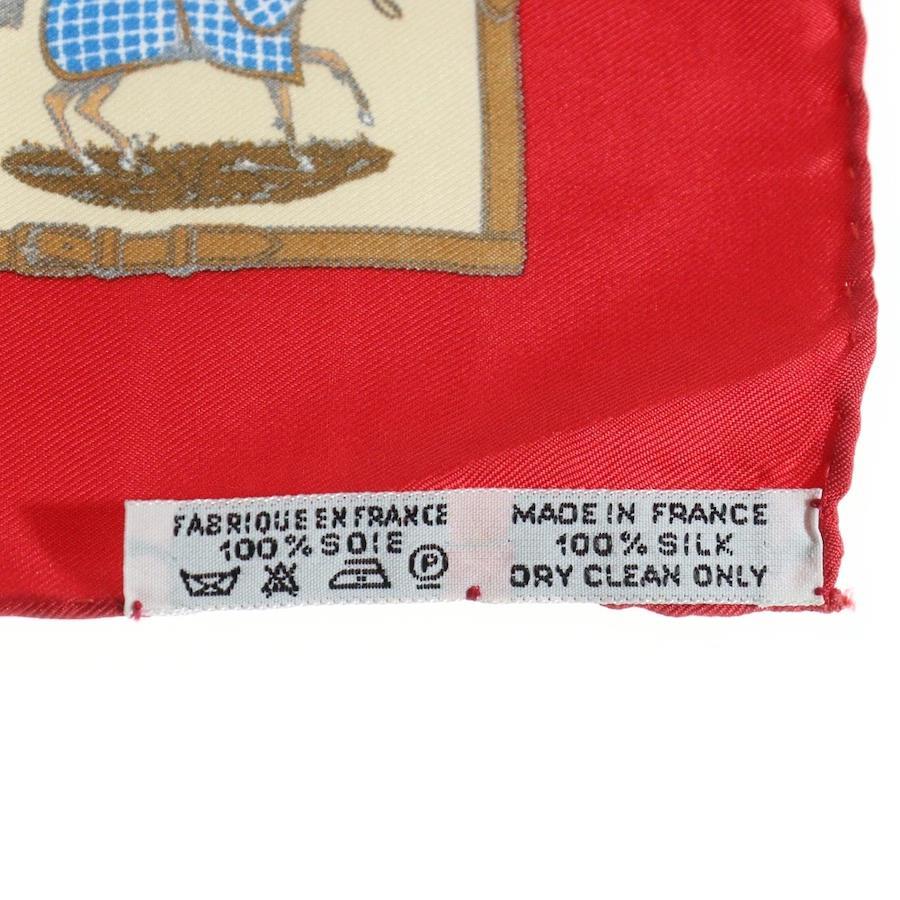 FABRIQUE EN FRANCE
100% SOIE
P
MADE IN FRANCE
100% SILK
DRY CLEAN ONLY